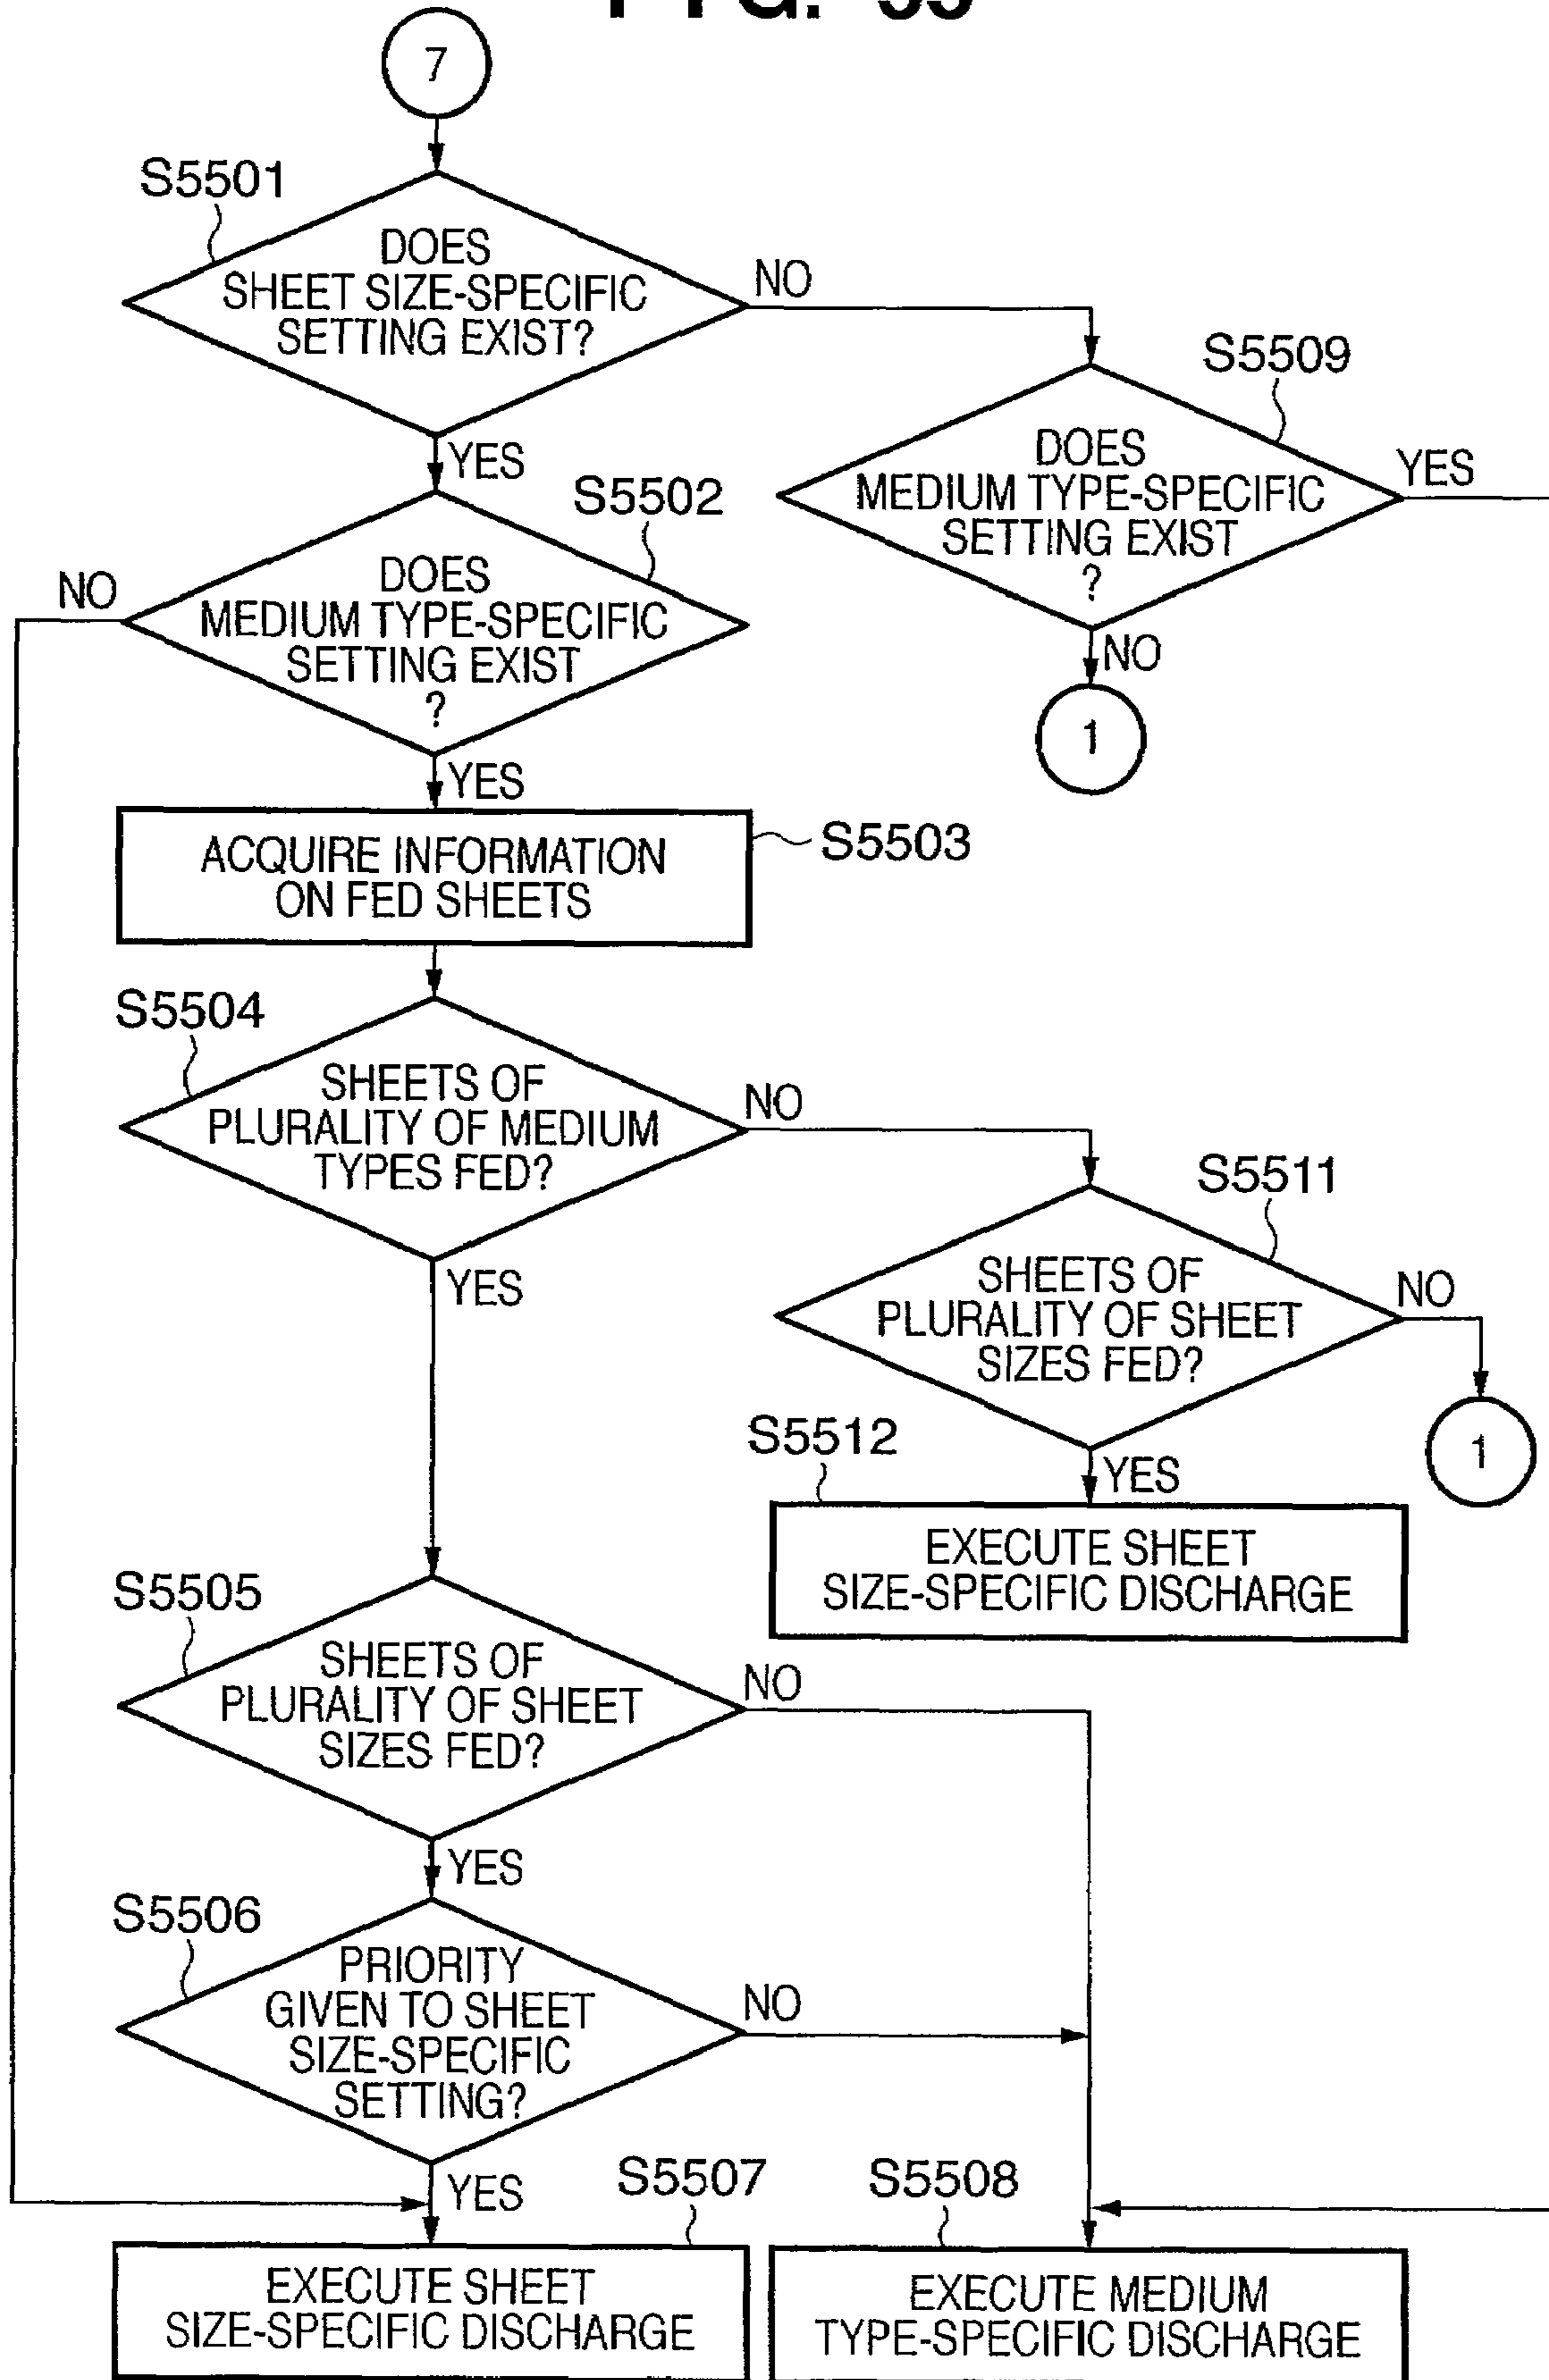 7
S5501
DOES
SHEET SIZE-SPECIFIC
SETTING EXIST?
NO
YES
S5509
DOES
MEDIUM TYPE-SPECIFIC
SETTING EXIST
?
YES
NO
1
S5502
DOES
MEDIUM TYPE-SPECIFIC
SETTING EXIST
?
NO
YES
ACQUIRE INFORMATION
ON FED SHEETS
S5503
S5504
SHEETS OF
PLURALITY OF MEDIUM
TYPES FED?
NO
YES
S5511
SHEETS OF
PLURALITY OF SHEET
SIZES FED?
NO
1
YES
S5512
EXECUTE SHEET
SIZE-SPECIFIC DISCHARGE
S5505
SHEETS OF
PLURALITY OF SHEET
SIZES FED?
NO
YES
S5506
PRIORITY
GIVEN TO SHEET
SIZE-SPECIFIC
SETTING?
NO
YES
S5507
EXECUTE SHEET
SIZE-SPECIFIC DISCHARGE
S5508
EXECUTE MEDIUM
TYPE-SPECIFIC DISCHARGE